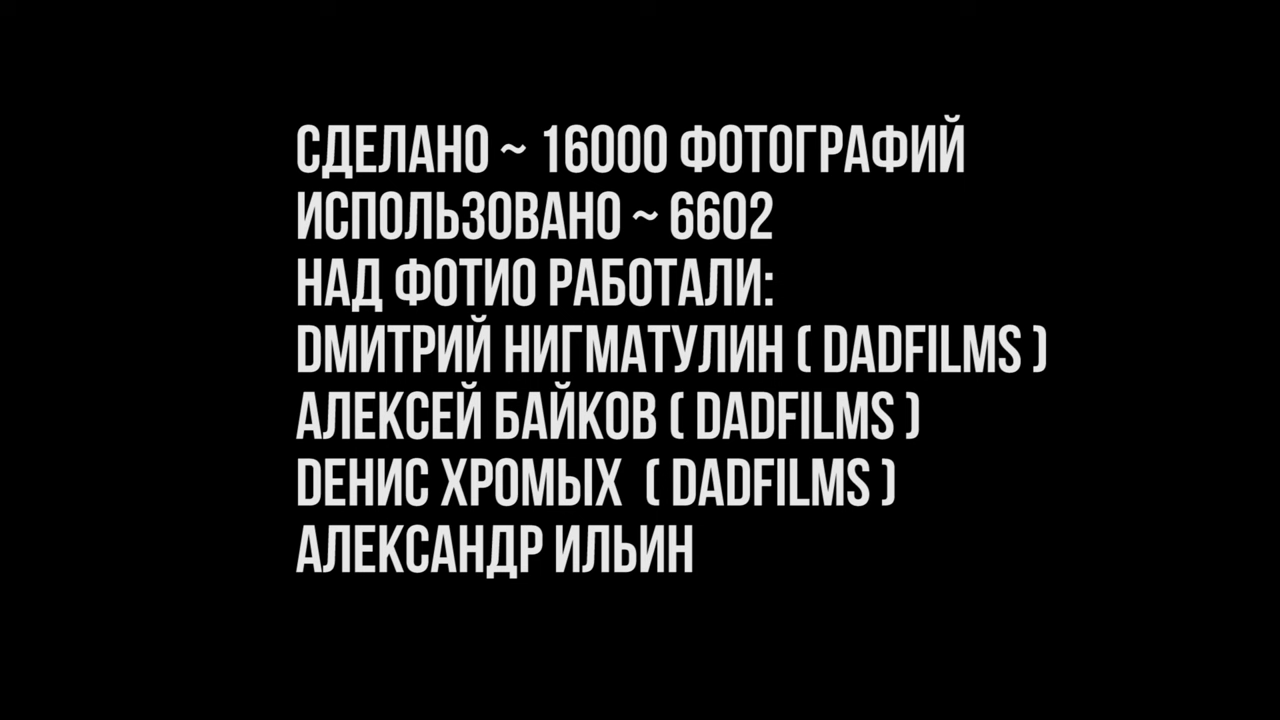 СДЕЛАНО ~ 16000 ФОТОГРАФИЙ
ИСПОЛЬЗОВАНО ~ 6602
НАД ФОТИО РАБОТАЛИ:
DМИТРИЙ НИГМАТУЛИН ( DADFILMS )
АЛЕКСЕЙ БАЙКОВ ( DADFILMS )
DЕНИС ХРОМЫХ ( DADFILMS )
АЛЕКСАНДР ИЛЬИН